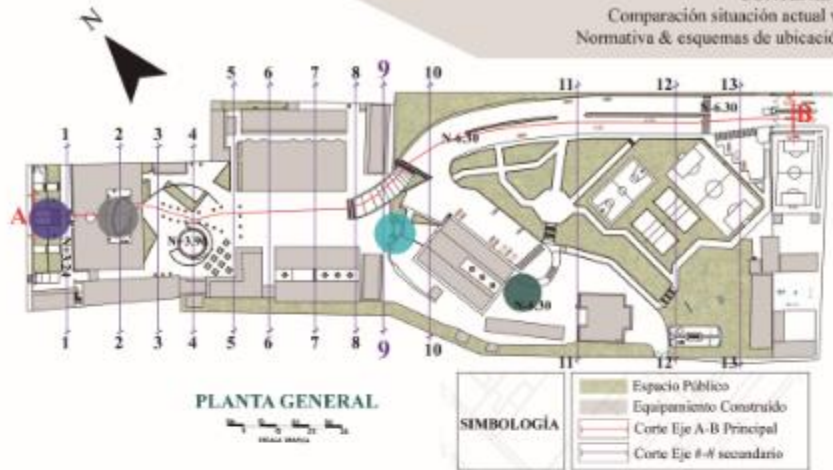 Comparación situación actual y
Normativa & esquemas de ubicació
N
5 6 7 8 9 10 11 12 13
1 2 3 4
N-6.30
N-6.30
A
B
N+3.90
N-6.30
1 2 3 4 5 6 7 8 9 10 11 12 13
PLANTA GENERAL
SIMBOLOGÍA
Espacio Público
Equipamiento Construído
Corte Eje A-B Principal
Corte Eje #-# secundario